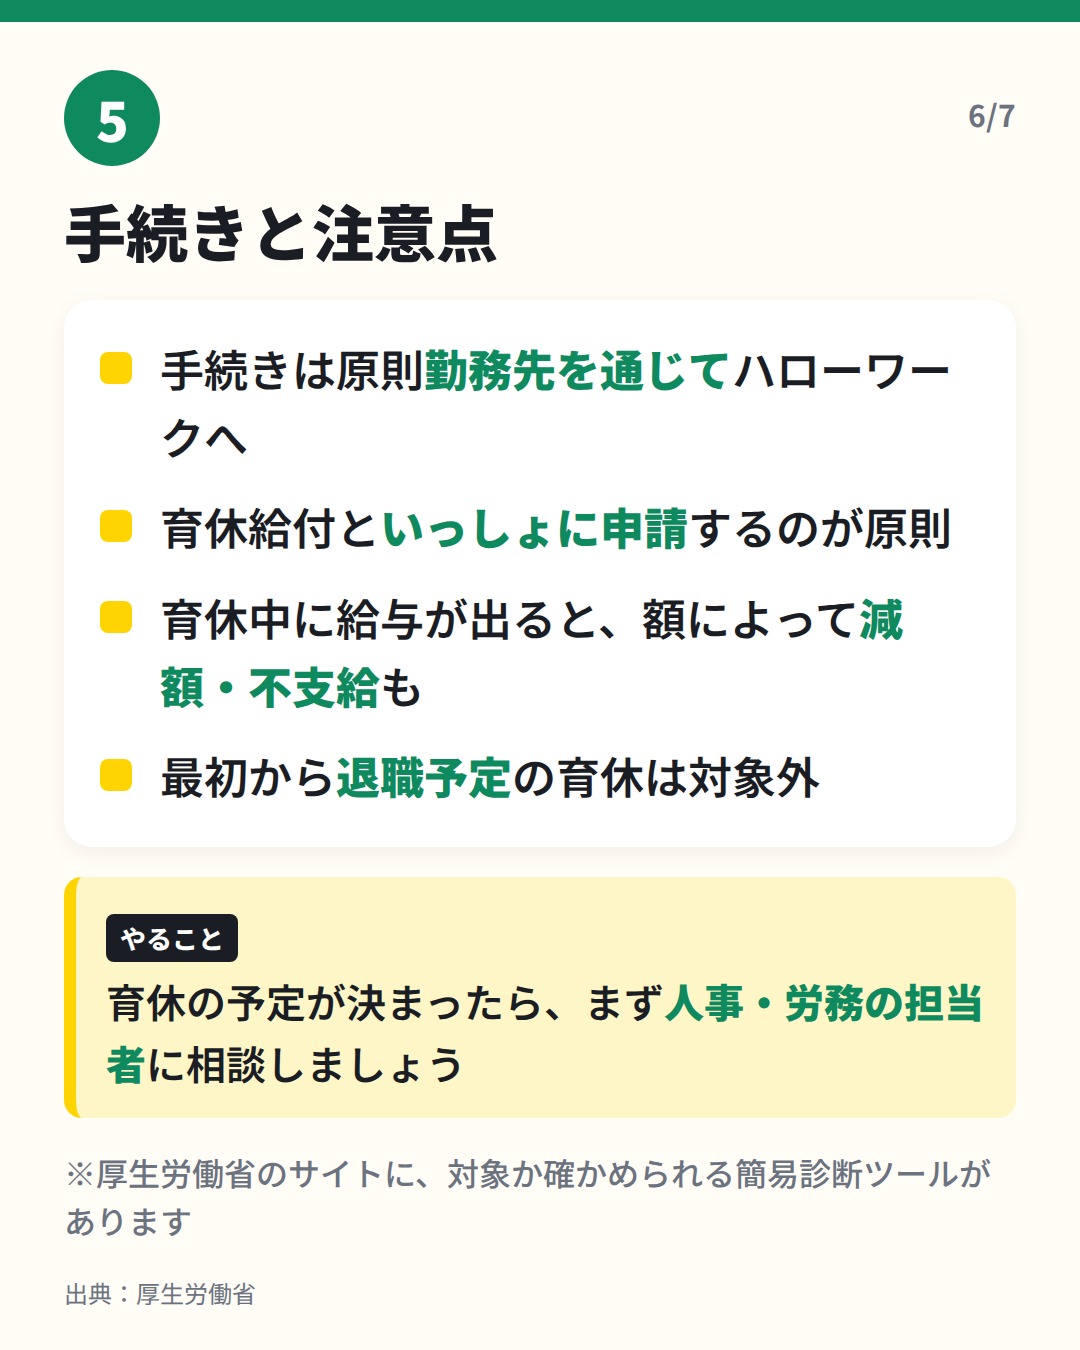 5
6/7
手続きと注意点
手続きは原則勤務先を通じてハローワー
クへ
育休給付といっしょに申請するのが原則
育休中に給与が出ると、額によって減
額・不支給も
最初から退職予定の育休は対象外
やること
育休の予定が決まったら、まず人事・労務の担当
者に相談しましょう
※厚生労働省のサイトに、対象か確かめられる簡易診断ツールが
あります
出典：厚生労働省